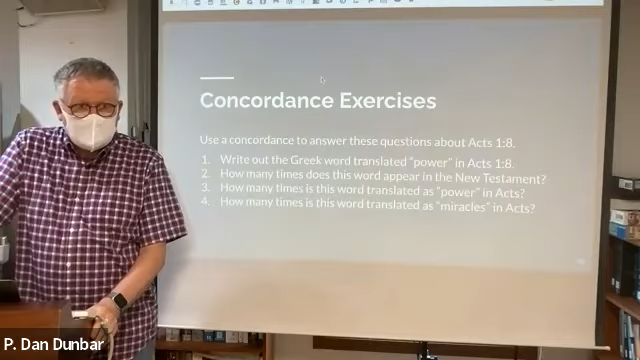 Concordance Exercises
Use a concordance to answer these questions about Acts 1:8.
1. Write out the Greek word translated "power" in Acts 1:8.
2. How many times does this word appear in the New Testament?
3. How many times is this word translated as "power" in Acts?
4. How many times is this word translated as "miracles" in Acts?
P. Dan Dunbar